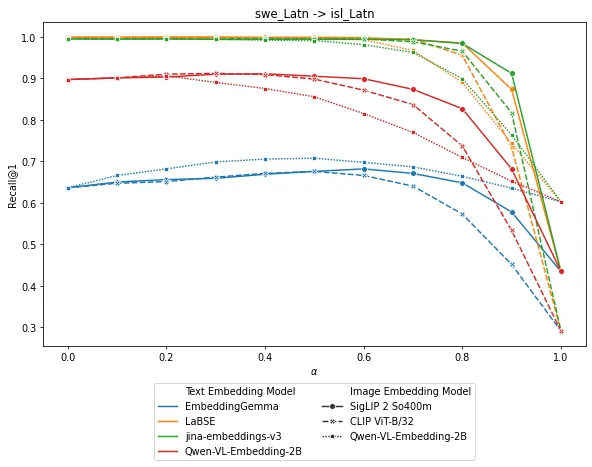 swe_Latn -> isl_Latn
Recall@1
1.0
0.9
0.8
0.7
0.6
0.5
0.4
0.3
0.0 0.2 0.4 0.6 0.8 1.0
α
Text Embedding Model Image Embedding Model
EmbeddingGemma SigLIP 2 So400m
LaBSE CLIP ViT-B/32
jina-embeddings-v3 Qwen-VL-Embedding-2B
Qwen-VL-Embedding-2B